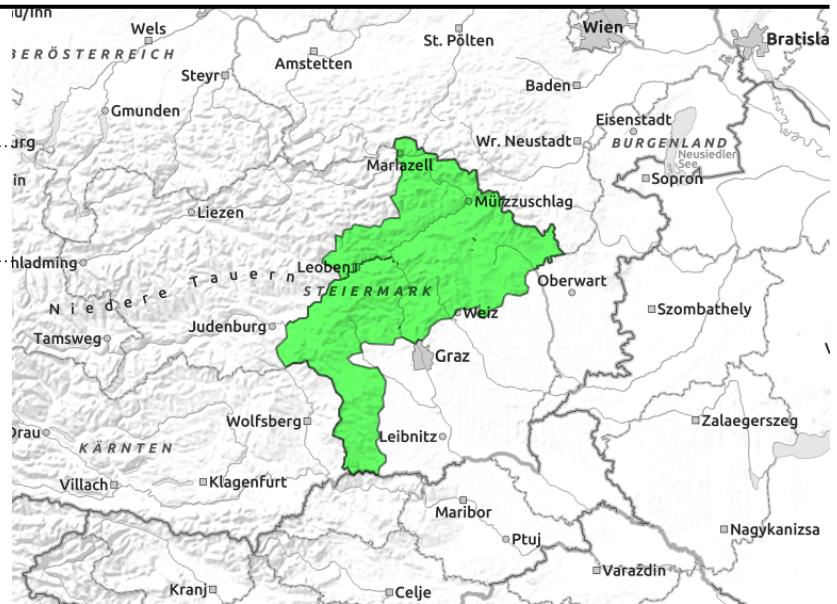 Wels
Wien
Bratisla
St. Pölten
BERÖSTERREICH
Amstetten
Steyr
Baden
Gmunden
Eisenstadt
BURGENLAND
Wr. Neustadt
Neusiedler
See
Mariazell
Sopron
Mürzzuschlag
Liezen
hladming
Leoben
Niedere Tauern
STEIERMARK
Oberwart
Szombathely
Weiz
Judenburg
Tamsweg
Graz
Wolfsberg
Zalaegerszeg
Drau
Leibnitz
KÄRNTEN
Villach
Klagenfurt
Maribor
Nagykanizsa
Ptuj
Varaždin
Kranj
Celje